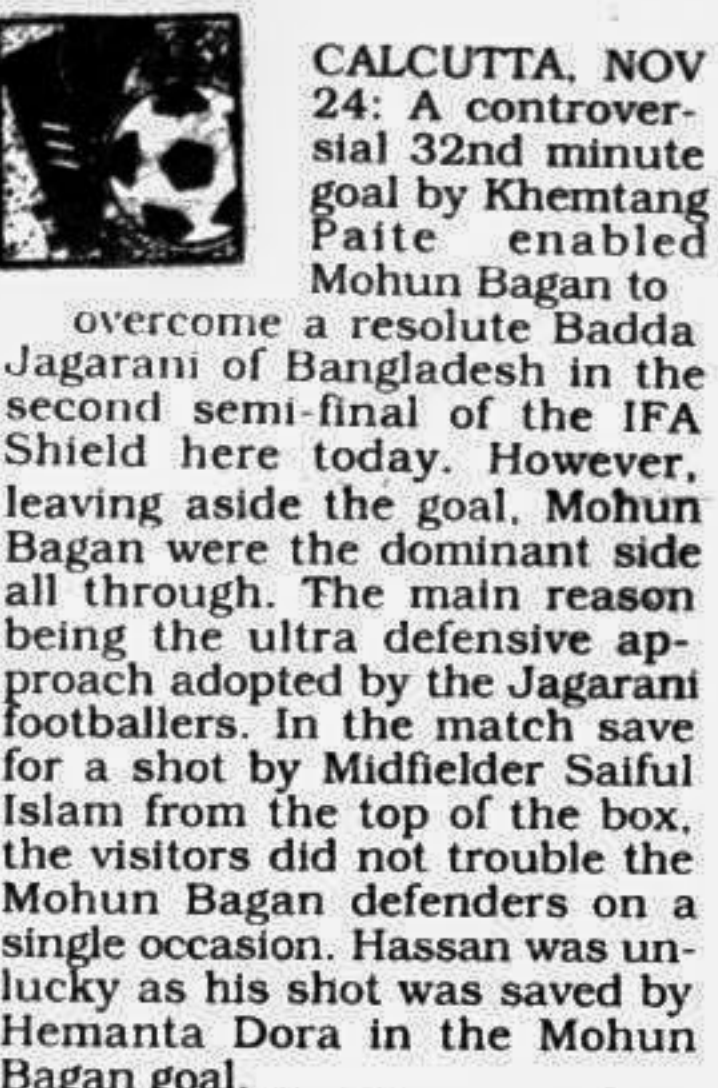 CALCUTTA, NOV
24: A controver-
sial 32nd minute
goal by Khemtang
Paite enabled
Mohun Bagan to
overcome a resolute Badda
Jagarani of Bangladesh in the
second semi-final of the IFA
Shield here today. However,
leaving aside the goal, Mohun
Bagan were the dominant side
all through. The main reason
being the ultra defensive ap-
proach adopted by the Jagarani
footballers. In the match save
for a shot by Midfielder Saiful
Islam from the top of the box,
the visitors did not trouble the
Mohun Bagan defenders on a
single occasion. Hassan was un-
lucky as his shot was saved by
Hemanta Dora in the Mohun
Bagan goal.